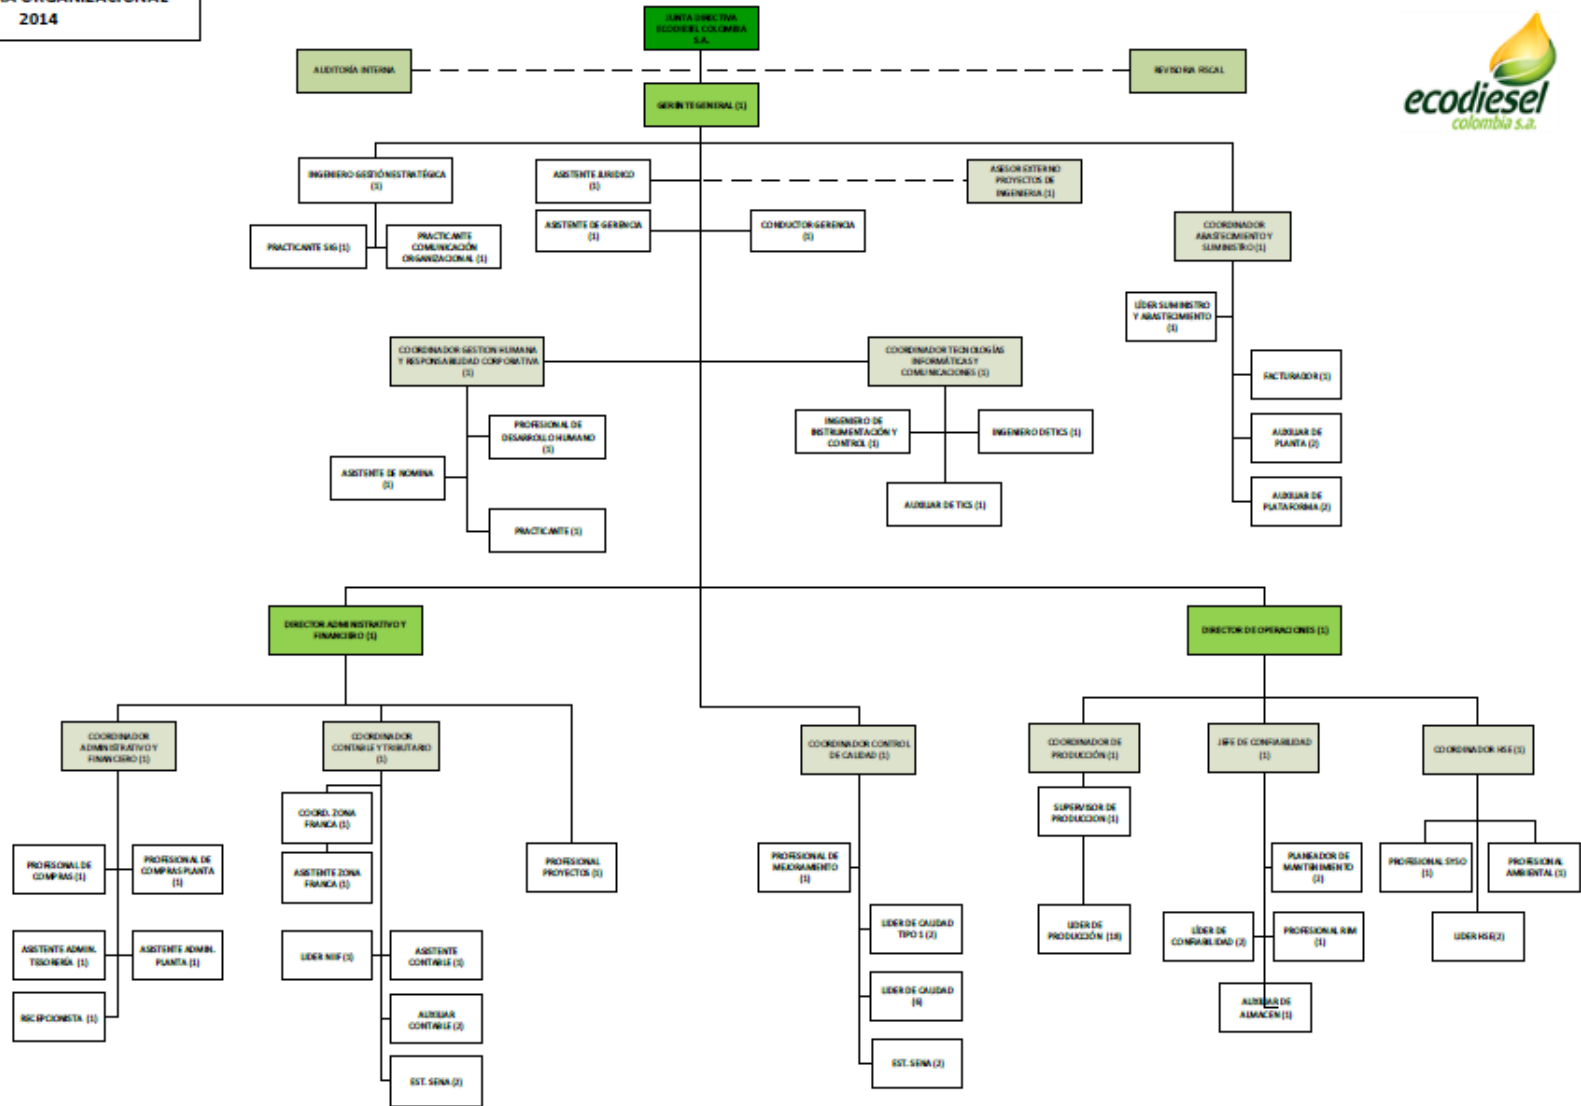 ORGANIZACIONAL
2014
JUNTA DIRECTIVA
ECODIESEL COLOMBIA
S.A.
AUDITORÍA INTERNA
REVISORIA FISCAL
GERENTE GENERAL (1)
ecodiesel
colombia s.a.
INGENIERO GESTIÓN ESTRATÉGICA
(1)
ASISTENTE JURIDICO
(1)
ASESOR EXTERNO
PROYECTOS DE
INGENIERIA (1)
PRACTICANTE SIG (1)
PRACTICANTE
COMUNICACIÓN
ORGANIZACIONAL (1)
ASISTENTE DE GERENCIA
(1)
CONDUCTOR GERENCIA
(1)
COORDINADOR
ABASTECIMIENTO Y
SUMINISTRO (1)
LÍDER SUMINISTRO
Y ABASTECIMIENTO
(1)
COORDINADOR GESTION HUMANA
Y RESPONSABILIDAD CORPORATIVA
(1)
COORDINADOR TECNOLOGÍAS
INFORMÁTICAS Y
COMUNICACIONES (1)
FACTURADOR (1)
PROFESIONAL DE
DESARROLLO HUMANO
(1)
INGENIERO DE
INSTRUMENTACIÓN Y
CONTROL (1)
INGENIERO DE TICS (1)
AUXILIAR DE
PLANTA (2)
ASISTENTE DE NOMINA
(1)
AUXILIAR DE TICS (1)
AUXILIAR DE
PLATAFORMA (2)
PRACTICANTE (1)
DIRECTOR ADMINISTRATIVO Y
FINANCIERO (1)
DIRECTOR DE OPERACIONES (1)
COORDINADOR
ADMINISTRATIVO Y
FINANCIERO (1)
COORDINADOR
CONTABLE Y TRIBUTARIO
(1)
COORDINADOR CONTROL
DE CALIDAD (1)
COORDINADOR DE
PRODUCCIÓN (1)
JEFE DE CONFIABILIDAD
(1)
COORDINADOR HSE (1)
COORD. ZONA
FRANCA (1)
SUPERVISOR DE
PRODUCCION (1)
PROFESIONAL DE
COMPRAS (1)
PROFESIONAL DE
COMPRAS PLANTA
(1)
ASISTENTE ZONA
FRANCA (1)
PROFESIONAL
PROYECTOS (1)
PROFESIONAL DE
MEJORAMIENTO
(1)
PLANEADOR DE
MANTENIMIENTO
(2)
PROFESIONAL SYSO
(1)
PROFESIONAL
AMBIENTAL (1)
ASISTENTE ADMIN.
TESORERÍA (1)
ASISTENTE ADMIN.
PLANTA (1)
LIDER NIIF (1)
ASISTENTE
CONTABLE (1)
LIDER DE CALIDAD
TIPO 1 (2)
LIDER DE
PRODUCCIÓN (18)
LÍDER DE
CONFIABILIDAD (2)
PROFESIONAL RIM
(1)
LIDER HSE(2)
RECEPCIONISTA (1)
AUXILIAR
CONTABLE (2)
LIDER DE CALIDAD
(6)
AUXILIAR DE
ALMACEN (1)
EST. SENA (2)
EST. SENA (2)